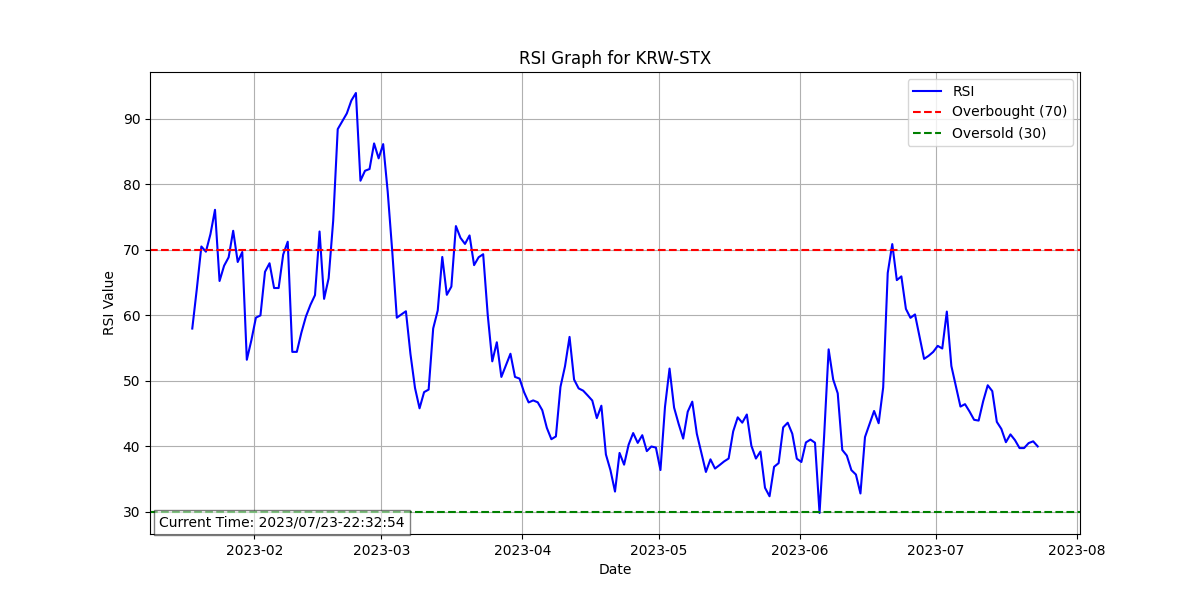 RSI Graph for KRW-STX
RSI
Overbought (70)
Oversold (30)
RSI Value
90
80
70
60
50
40
30
Current Time: 2023/07/23-22:32:54
2023-02 2023-03 2023-04 2023-05 2023-06 2023-07 2023-08
Date